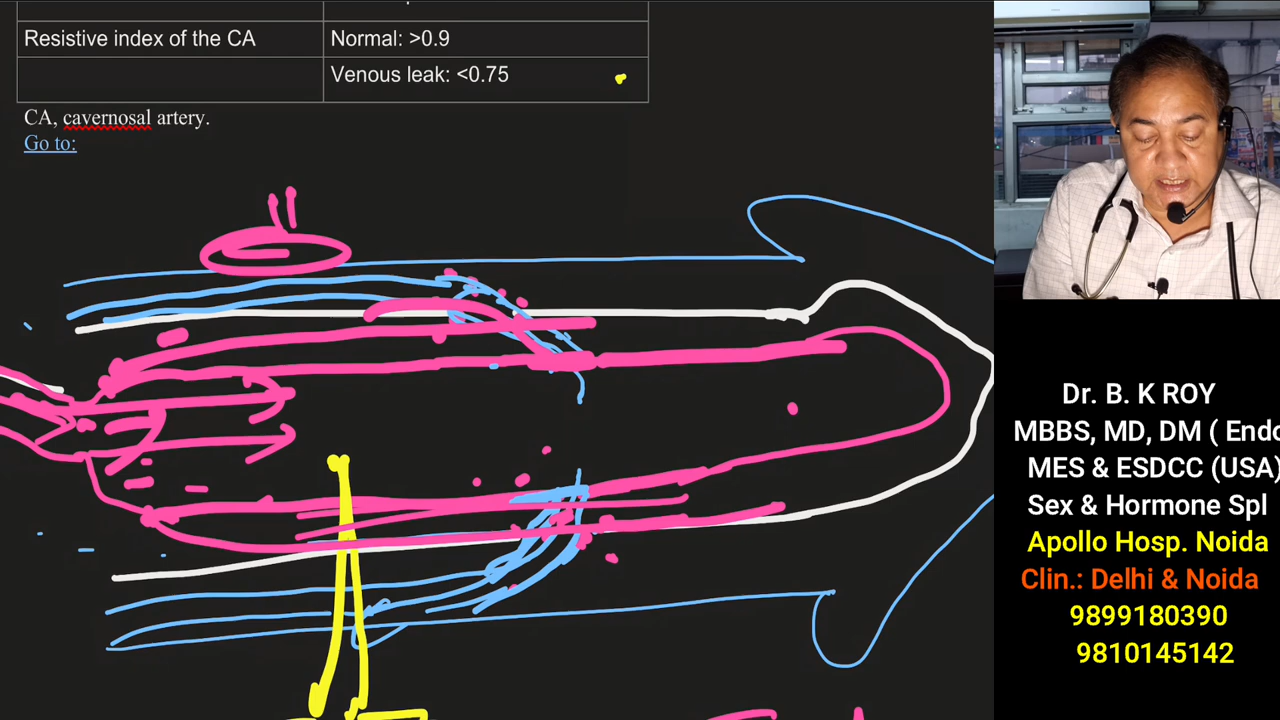 Resistive index of the CA Normal: >0.9
Venous leak: <0.75
CA, cavernosal artery.
Go to:
Dr. B. K ROY
MBBS, MD, DM ( Endo
MES & ESDCC (USA)
Sex & Hormone Spl
Apollo Hosp. Noida
Clin.: Delhi & Noida
9899180390
9810145142